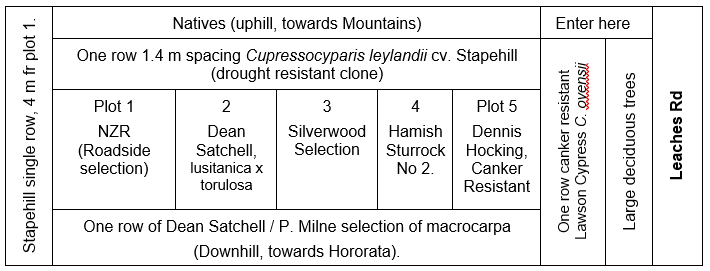 Stapehill single row, 4 m fr plot 1.
Natives (uphill, towards Mountains)
Enter here
One row 1.4 m spacing Cupressocyparis leylandii cv. Stapehill
(drought resistant clone)
Plot 1
NZR
(Roadside
selection)
2
Dean
Satchell,
lusitanica x
torulosa
3
Silverwood
Selection
4
Hamish
Sturrock
No 2.
Plot 5
Dennis
Hocking,
Canker
Resistant
One row of Dean Satchell / P. Milne selection of macrocarpa
(Downhill, towards Hororata).
One row canker resistant
Lawson Cypress C. ovensii
Large deciduous trees
Leaches Rd